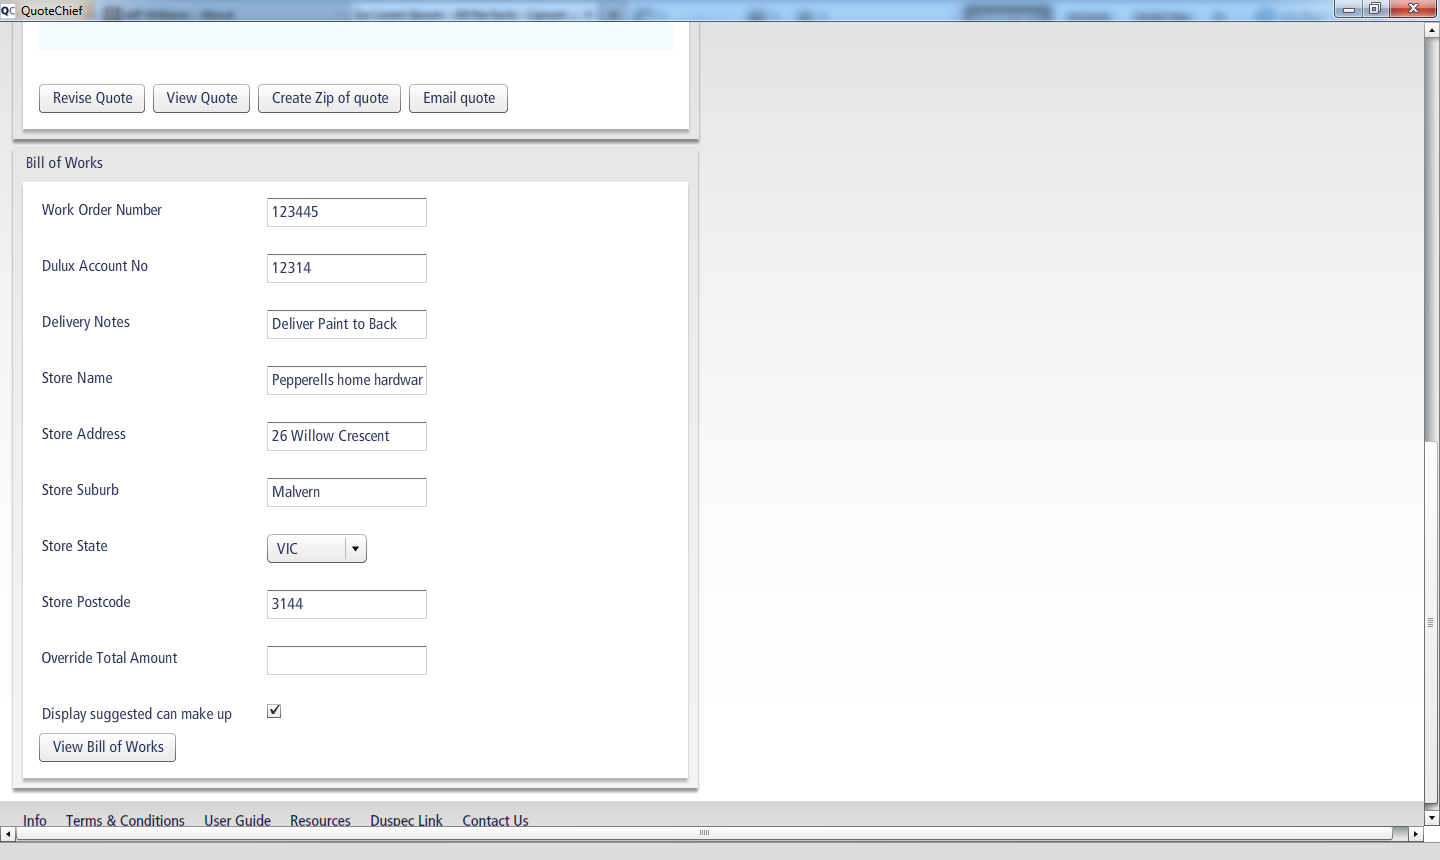 QC QuoteChief
Revise Quote View Quote Create Zip of quote Email quote
Bill of Works
Work Order Number 123445
Dulux Account No 12314
Delivery Notes Deliver Paint to Back
Store Name Pepperells home hardwar
Store Address 26 Willow Crescent
Store Suburb Malvern
Store State VIC
Store Postcode 3144
Override Total Amount
Display suggested can make up
View Bill of Works
Info Terms & Conditions User Guide Resources Duspec Link Contact Us